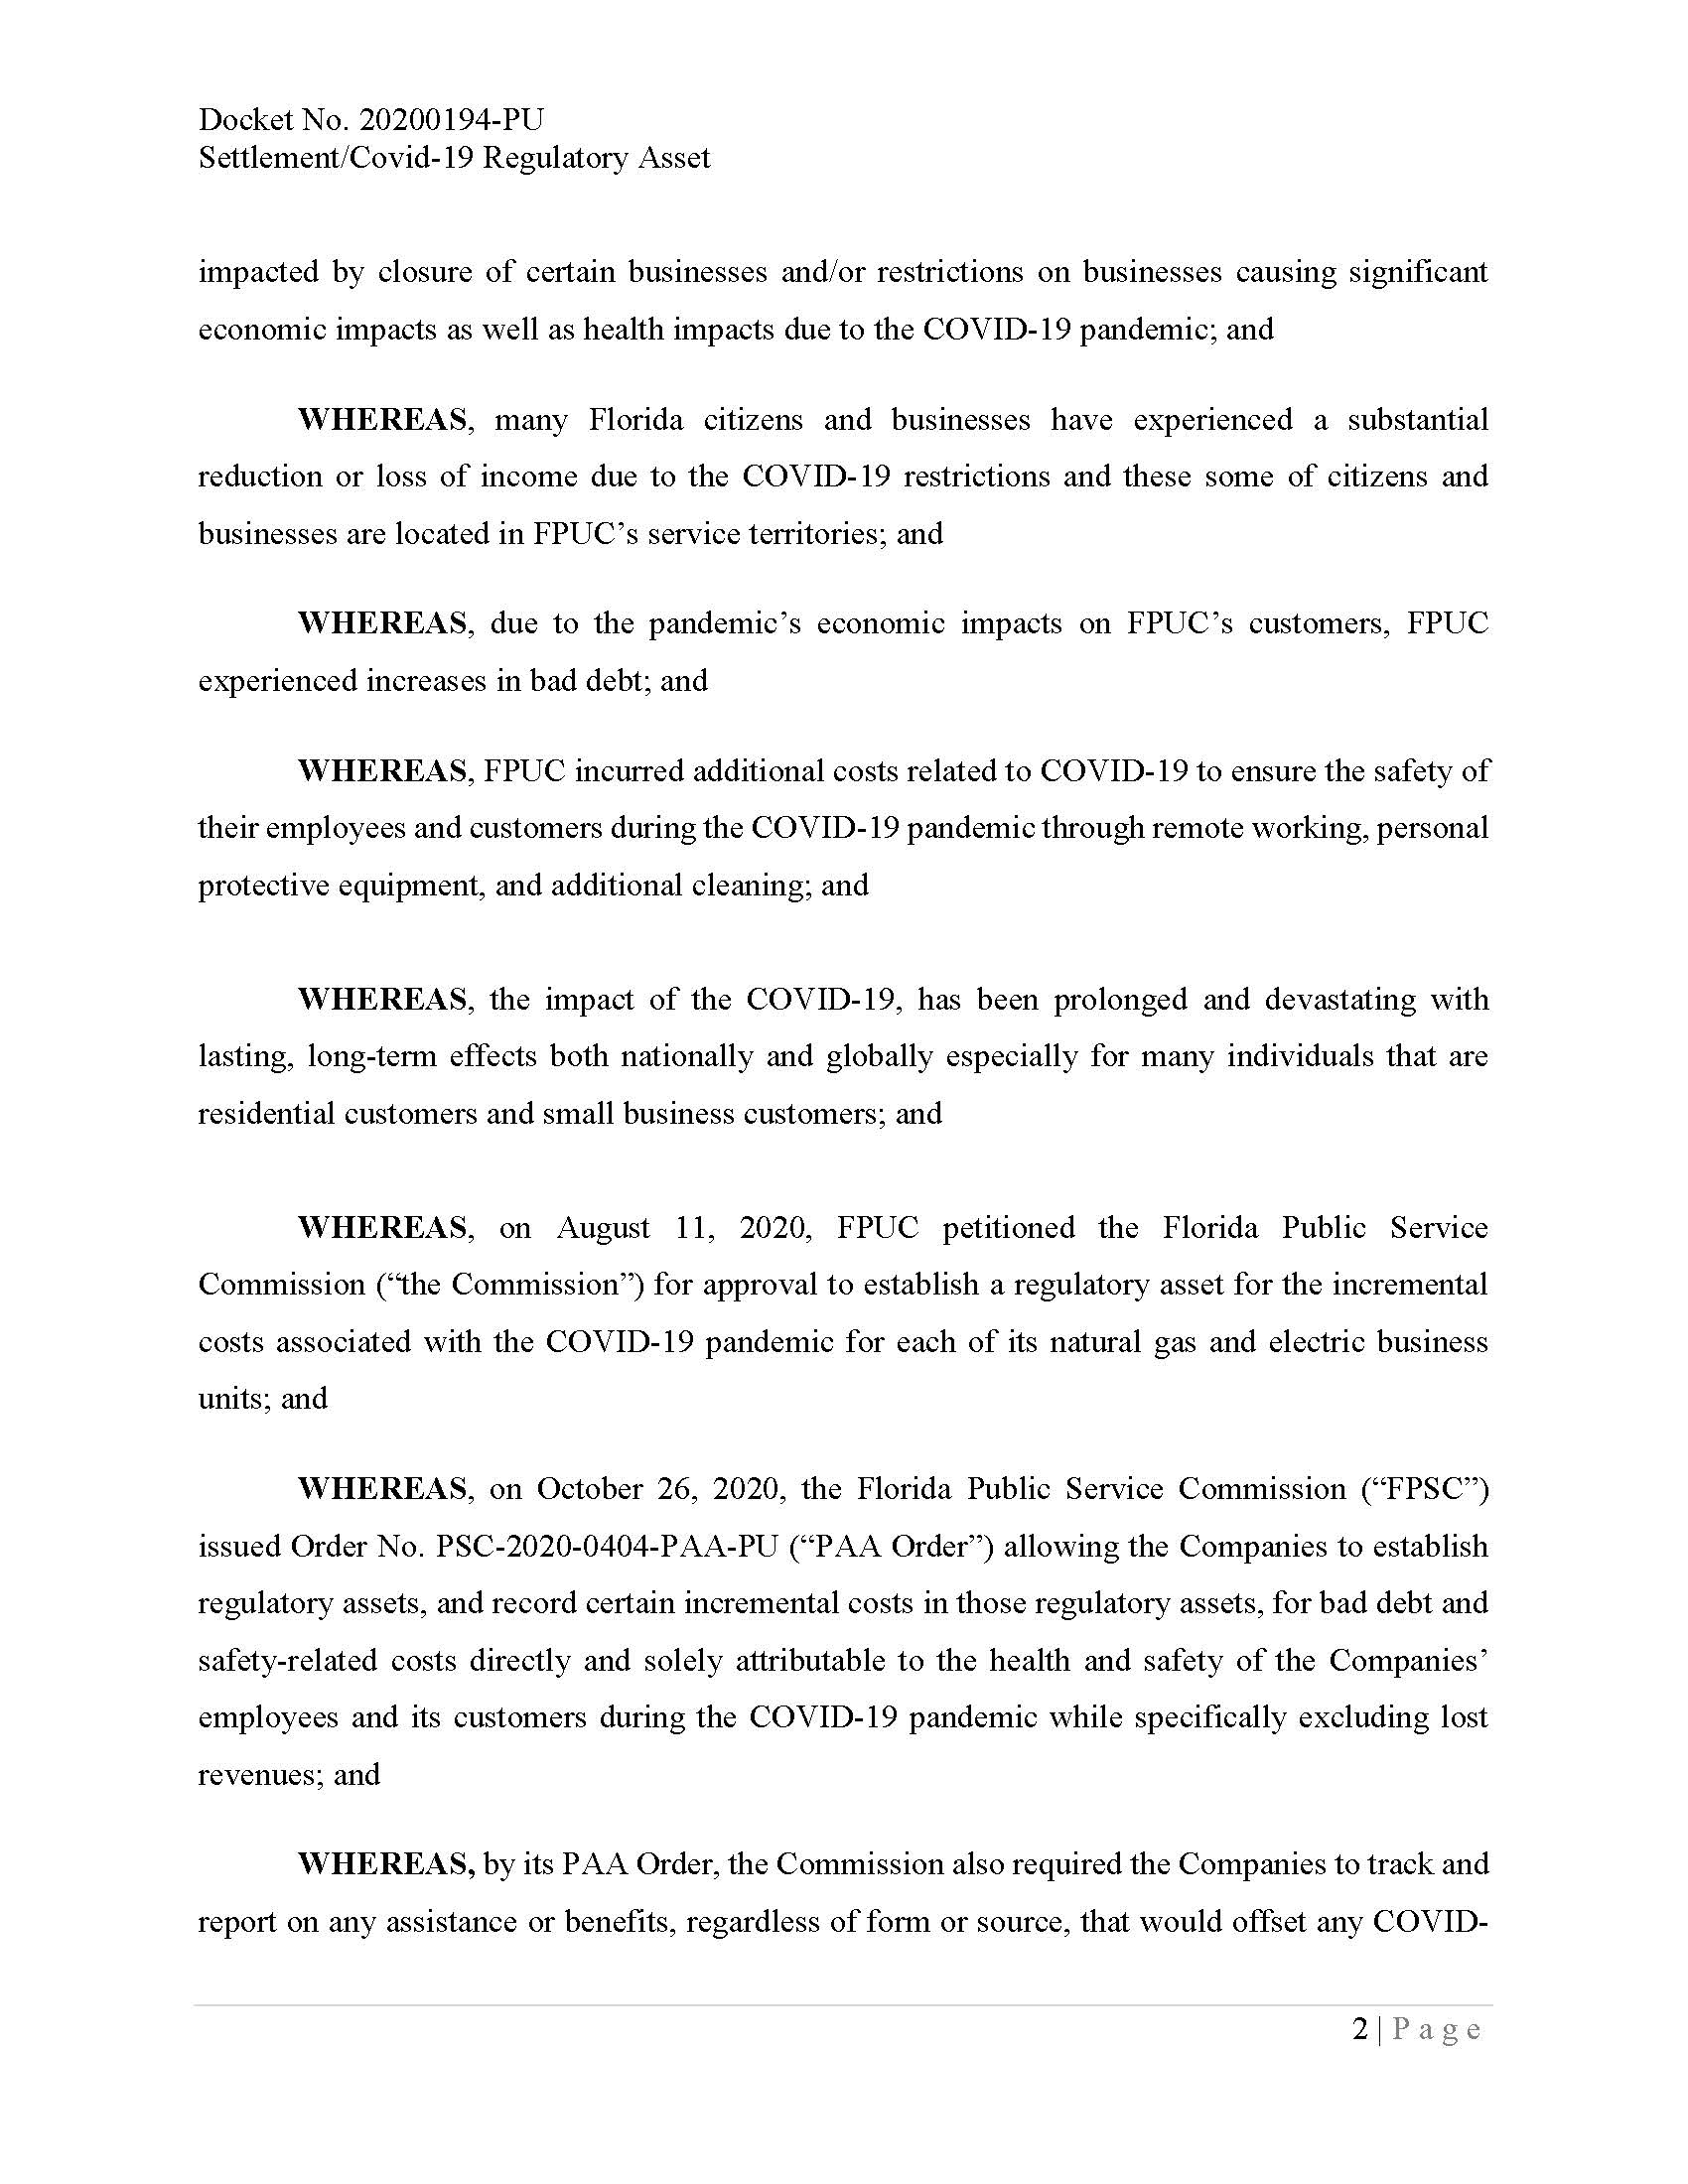 Docket No. 20200194-PU
Settlement/Covid-19 Regulatory Asset
impacted by closure of certain businesses and/or restrictions on businesses causing significant
economic impacts as well as health impacts due to the COVID-19 pandemic; and
WHEREAS, many Florida citizens and businesses have experienced a substantial
reduction or loss of income due to the COVID-19 restrictions and these some of citizens and
businesses are located in FPUC’s service territories; and
WHEREAS, due to the pandemic’s economic impacts on FPUC’s customers, FPUC
experienced increases in bad debt; and
WHEREAS, FPUC incurred additional costs related to COVID-19 to ensure the safety of
their employees and customers during the COVID-19 pandemic through remote working, personal
protective equipment, and additional cleaning; and
WHEREAS, the impact of the COVID-19, has been prolonged and devastating with
lasting, long-term effects both nationally and globally especially for many individuals that are
residential customers and small business customers; and
WHEREAS, on August 11, 2020, FPUC petitioned the Florida Public Service
Commission (“the Commission”) for approval to establish a regulatory asset for the incremental
costs associated with the COVID-19 pandemic for each of its natural gas and electric business
units; and
WHEREAS, on October 26, 2020, the Florida Public Service Commission (“FPSC”)
issued Order No. PSC-2020-0404-PAA-PU (“PAA Order”) allowing the Companies to establish
regulatory assets, and record certain incremental costs in those regulatory assets, for bad debt and
safety-related costs directly and solely attributable to the health and safety of the Companies’
employees and its customers during the COVID-19 pandemic while specifically excluding lost
revenues; and
WHEREAS, by its PAA Order, the Commission also required the Companies to track and
report on any assistance or benefits, regardless of form or source, that would offset any COVID-
2 | P a g e